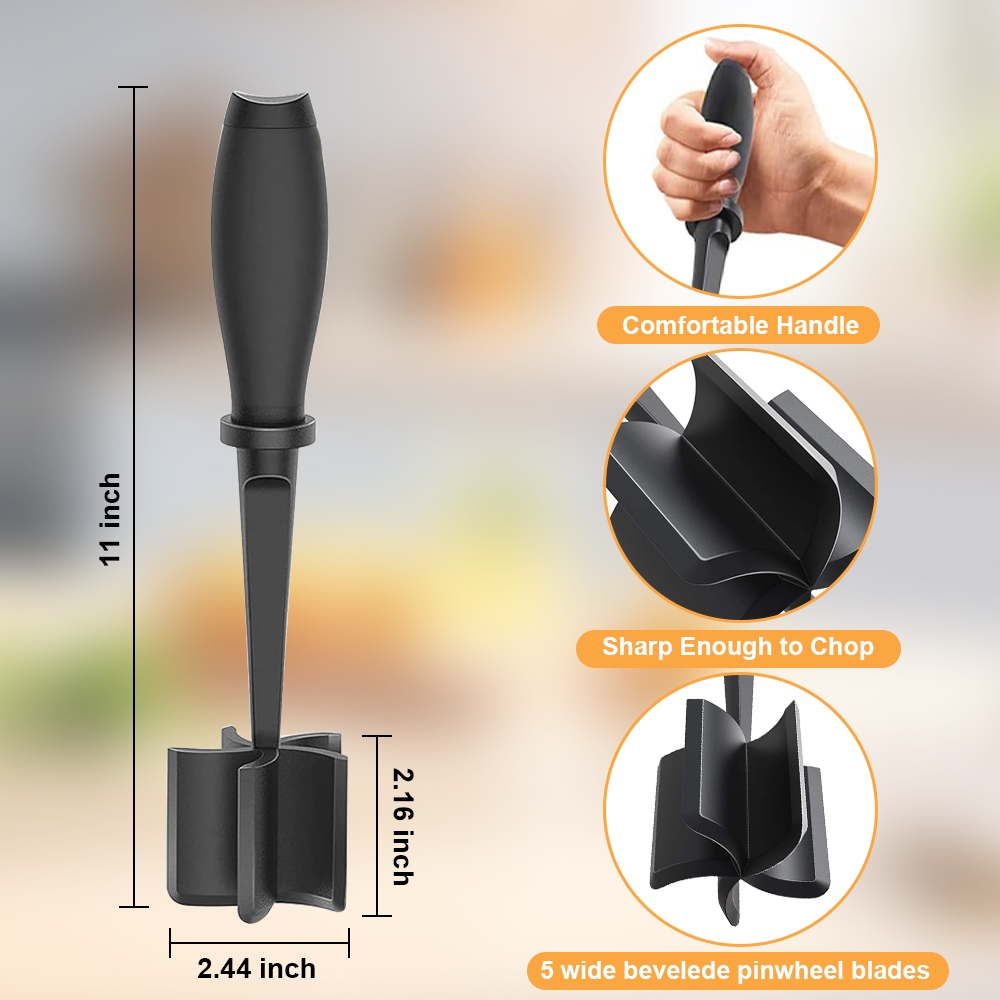 11 inch
2.16 inch
2.44 inch
Comfortable Handle
Sharp Enough to Chop
5 wide bevelede pinwheel blades